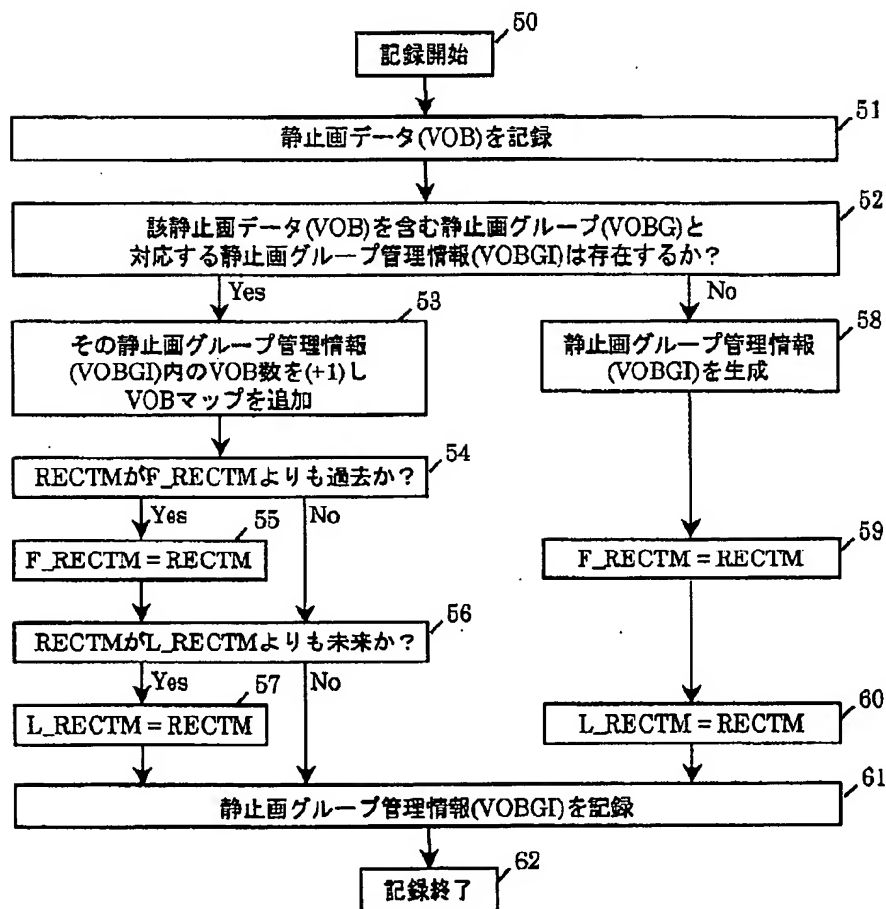 50
記録開始
51
静止画データ(VOB)を記録
52
該静止画データ(VOB)を含む静止画グループ(VOBG)と
対応する静止画グループ管理情報(VOBGI)は存在するか?
Yes
No
53
その静止画グループ管理情報
(VOBGI)内のVOB数を(+1)し
VOBマップを追加
58
静止画グループ管理情報
(VOBGI)を生成
54
RECTMがF_RECTMよりも過去か?
Yes
No
55
F_RECTM = RECTM
59
F_RECTM = RECTM
56
RECTMがL_RECTMよりも未来か?
Yes
No
57
L_RECTM = RECTM
60
L_RECTM = RECTM
61
静止画グループ管理情報(VOBGI)を記録
62
記録終了